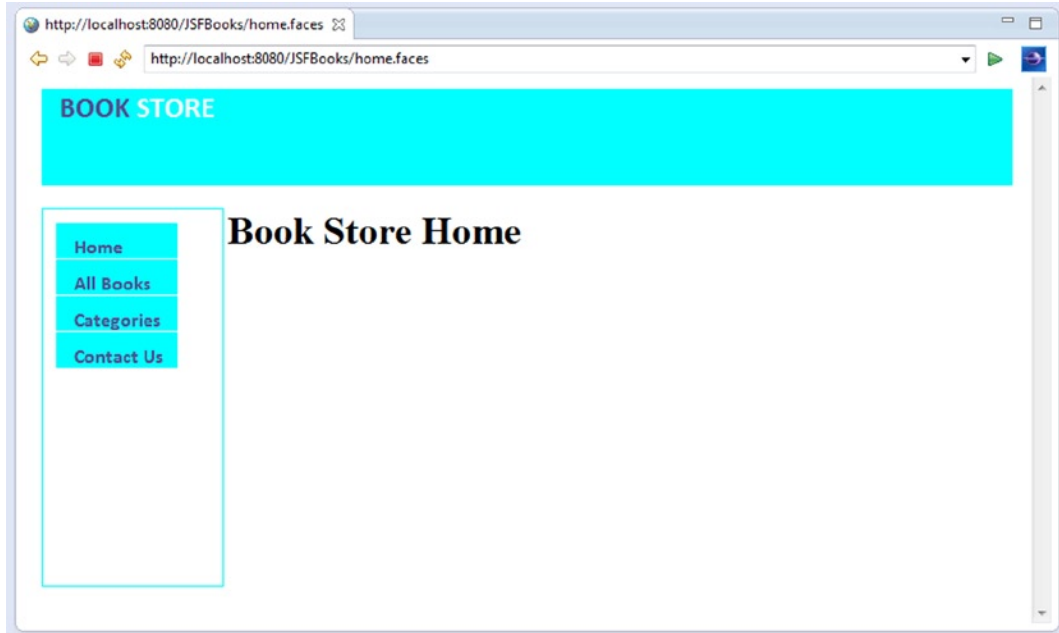 http://localhost:8080/JSFBooks/home.faces
http://localhost:8080/JSFBooks/home.faces
BOOK STORE
Book Store Home
Home
All Books
Categories
Contact Us